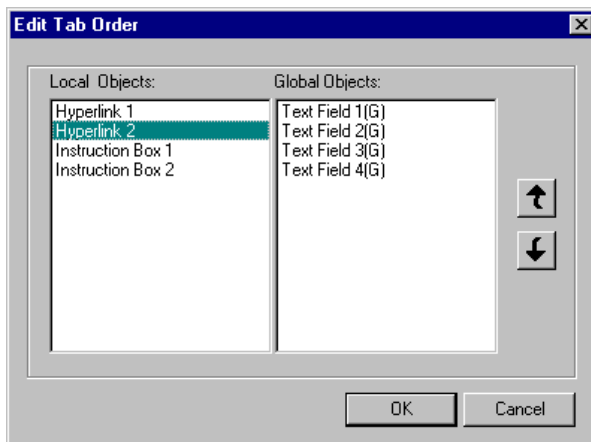 Edit Tab Order
Local Objects:
Global Objects:
Hyperlink 1
Hyperlink 2
Instruction Box 1
Instruction Box 2
Text Field 1(G)
Text Field 2(G)
Text Field 3(G)
Text Field 4(G)
OK
Cancel